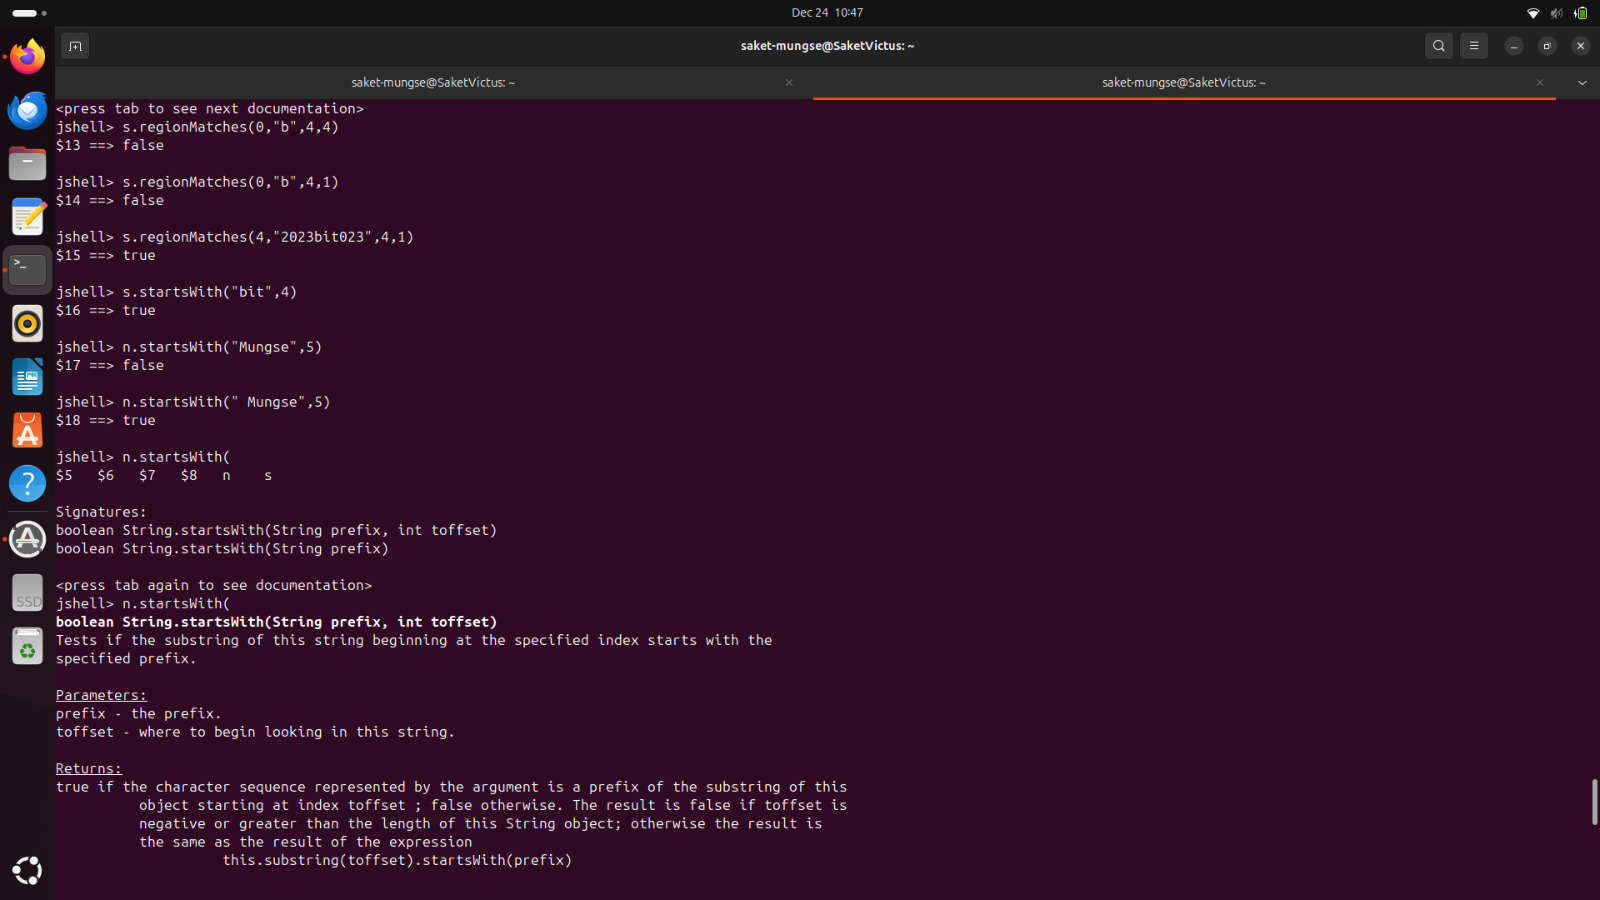 Dec 24 10:47
saket-mungse@SaketVictus: ~
saket-mungse@SaketVictus: ~
saket-mungse@SaketVictus: ~
<press tab to see next documentation>
jshell> s.regionMatches(0,"b",4,4)
$13 ==> false
jshell> s.regionMatches(0,"b",4,1)
$14 ==> false
jshell> s.regionMatches(4,"2023bit023",4,1)
$15 ==> true
jshell> s.startsWith("bit",4)
$16 ==> true
jshell> n.startsWith("Mungse",5)
$17 ==> false
jshell> n.startsWith(" Mungse",5)
$18 ==> true
jshell> n.startsWith(
$5   $6   $7   $8   n    s
Signatures:
boolean String.startsWith(String prefix, int toffset)
boolean String.startsWith(String prefix)
<press tab again to see documentation>
jshell> n.startsWith(
boolean String.startsWith(String prefix, int toffset)
Tests if the substring of this string beginning at the specified index starts with the
specified prefix.
Parameters:
prefix - the prefix.
toffset - where to begin looking in this string.
Returns:
true if the character sequence represented by the argument is a prefix of the substring of this
object starting at index toffset ; false otherwise. The result is false if toffset is
negative or greater than the length of this String object; otherwise the result is
the same as the result of the expression
this.substring(toffset).startsWith(prefix)
SSD